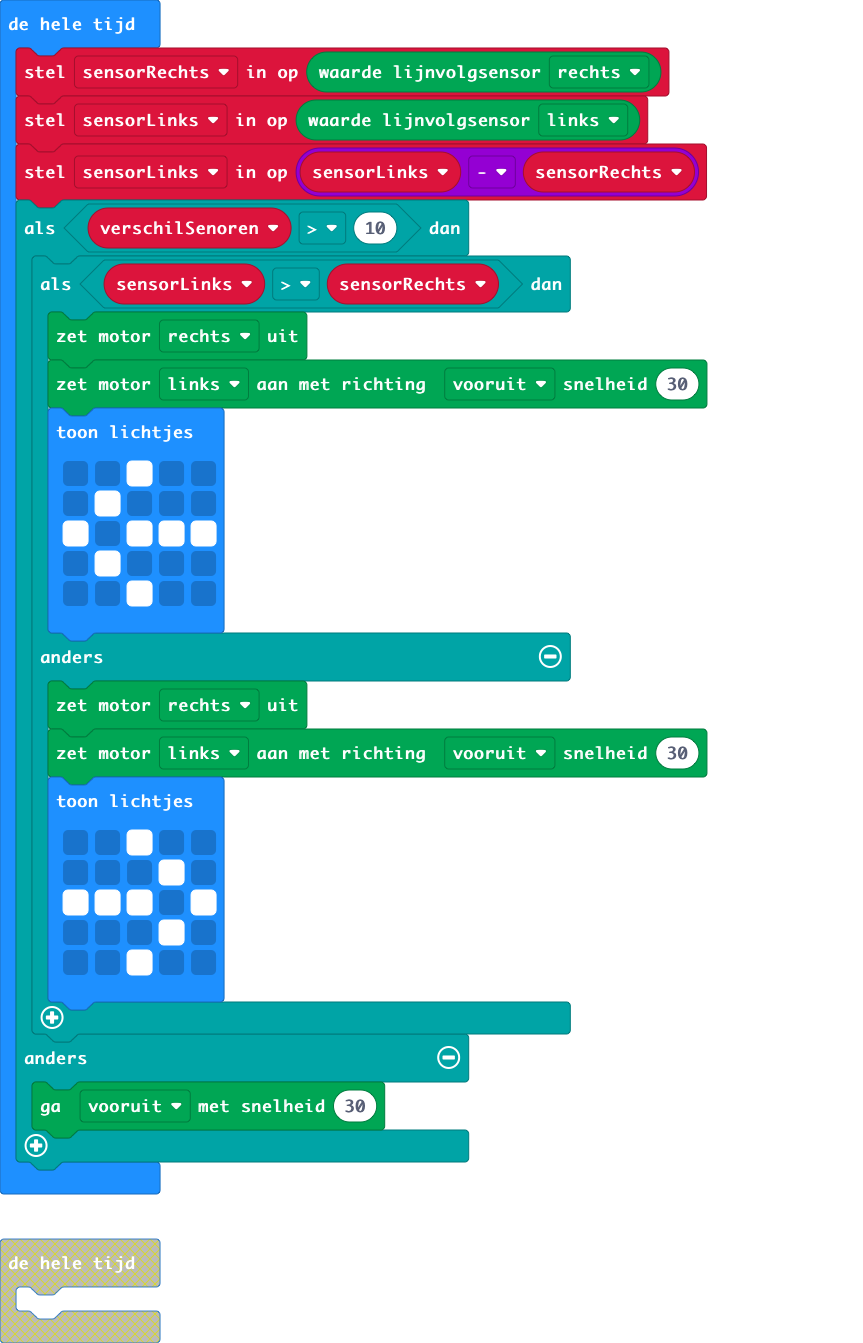 de hele tijd
stel sensorRechts in op waarde lijnvolgsensor rechts
stel sensorLinks in op waarde lijnvolgsensor links
stel sensorLinks in op sensorLinks - sensorRechts
als verschilSenoren > 10 dan
als sensorLinks > sensorRechts dan
zet motor rechts uit
zet motor links aan met richting vooruit snelheid 30
toon lichtjes
anders
zet motor rechts uit
zet motor links aan met richting vooruit snelheid 30
toon lichtjes
anders
ga vooruit met snelheid 30
de hele tijd